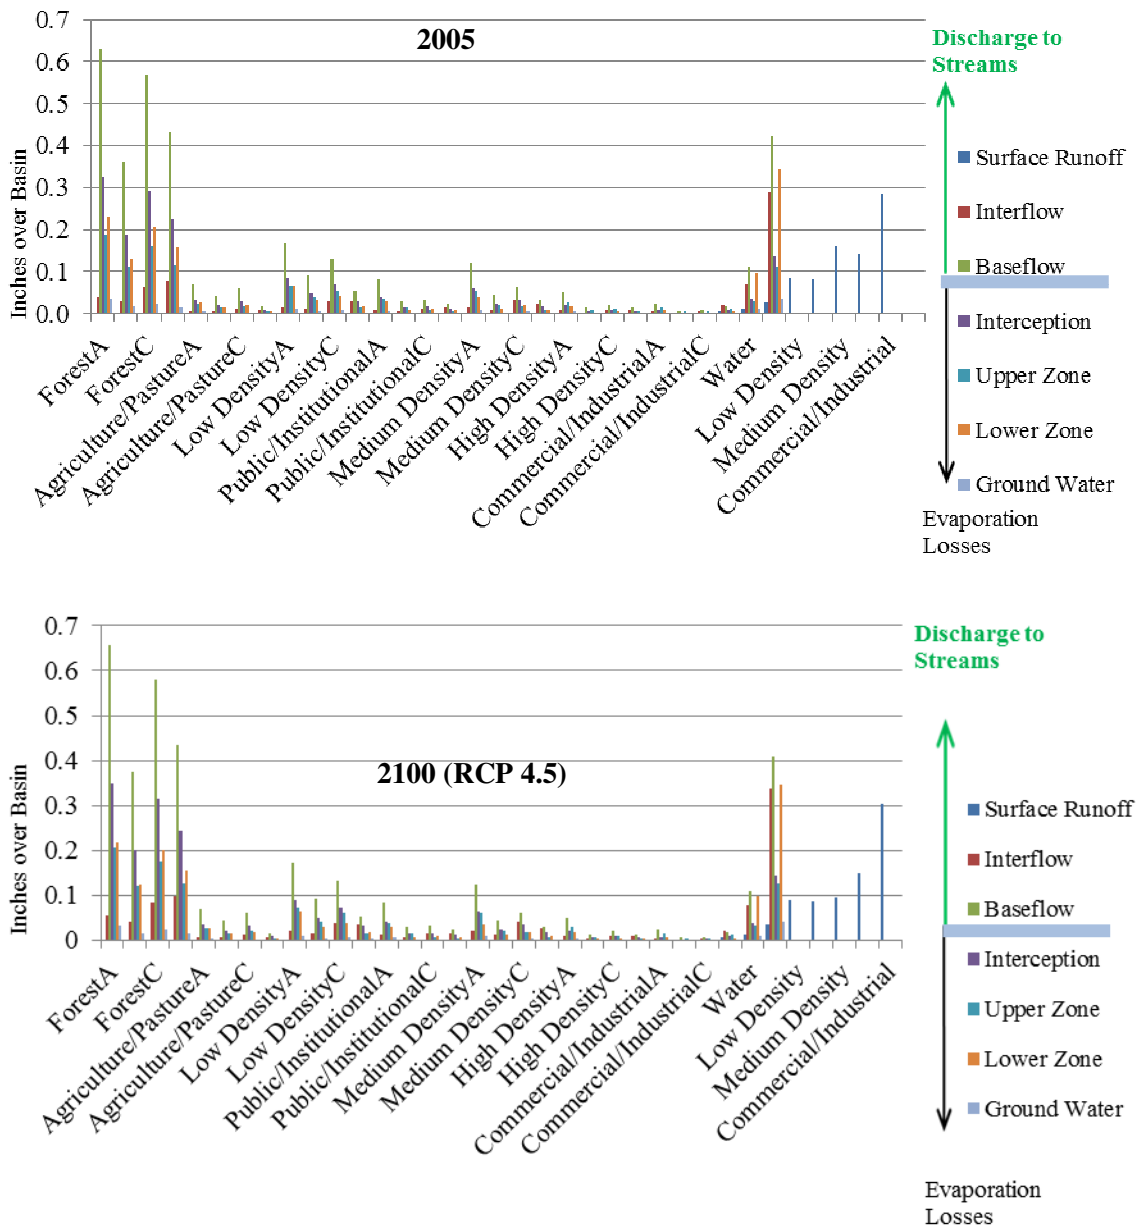 2005
Inches over Basin
0.7
0.6
0.5
0.4
0.3
0.2
0.1
0.0
ForestA
ForestC
Agriculture/PastureA
Agriculture/PastureC
Low DensityA
Low DensityC
Public/InstitutionalA
Public/InstitutionalC
Medium DensityA
Medium DensityC
High DensityA
High DensityC
Commercial/IndustrialA
Commercial/IndustrialC
Water
Low Density
Medium Density
Commercial/Industrial
Discharge to
Streams
Surface Runoff
Interflow
Baseflow
Interception
Upper Zone
Lower Zone
Ground Water
Evaporation
Losses
2100 (RCP 4.5)
Inches over Basin
0.7
0.6
0.5
0.4
0.3
0.2
0.1
0
ForestA
ForestC
Agriculture/PastureA
Agriculture/PastureC
Low DensityA
Low DensityC
Public/InstitutionalA
Public/InstitutionalC
Medium DensityA
Medium DensityC
High DensityA
High DensityC
Commercial/IndustrialA
Commercial/IndustrialC
Water
Low Density
Medium Density
Commercial/Industrial
Discharge to
Streams
Surface Runoff
Interflow
Baseflow
Interception
Upper Zone
Lower Zone
Ground Water
Evaporation
Losses